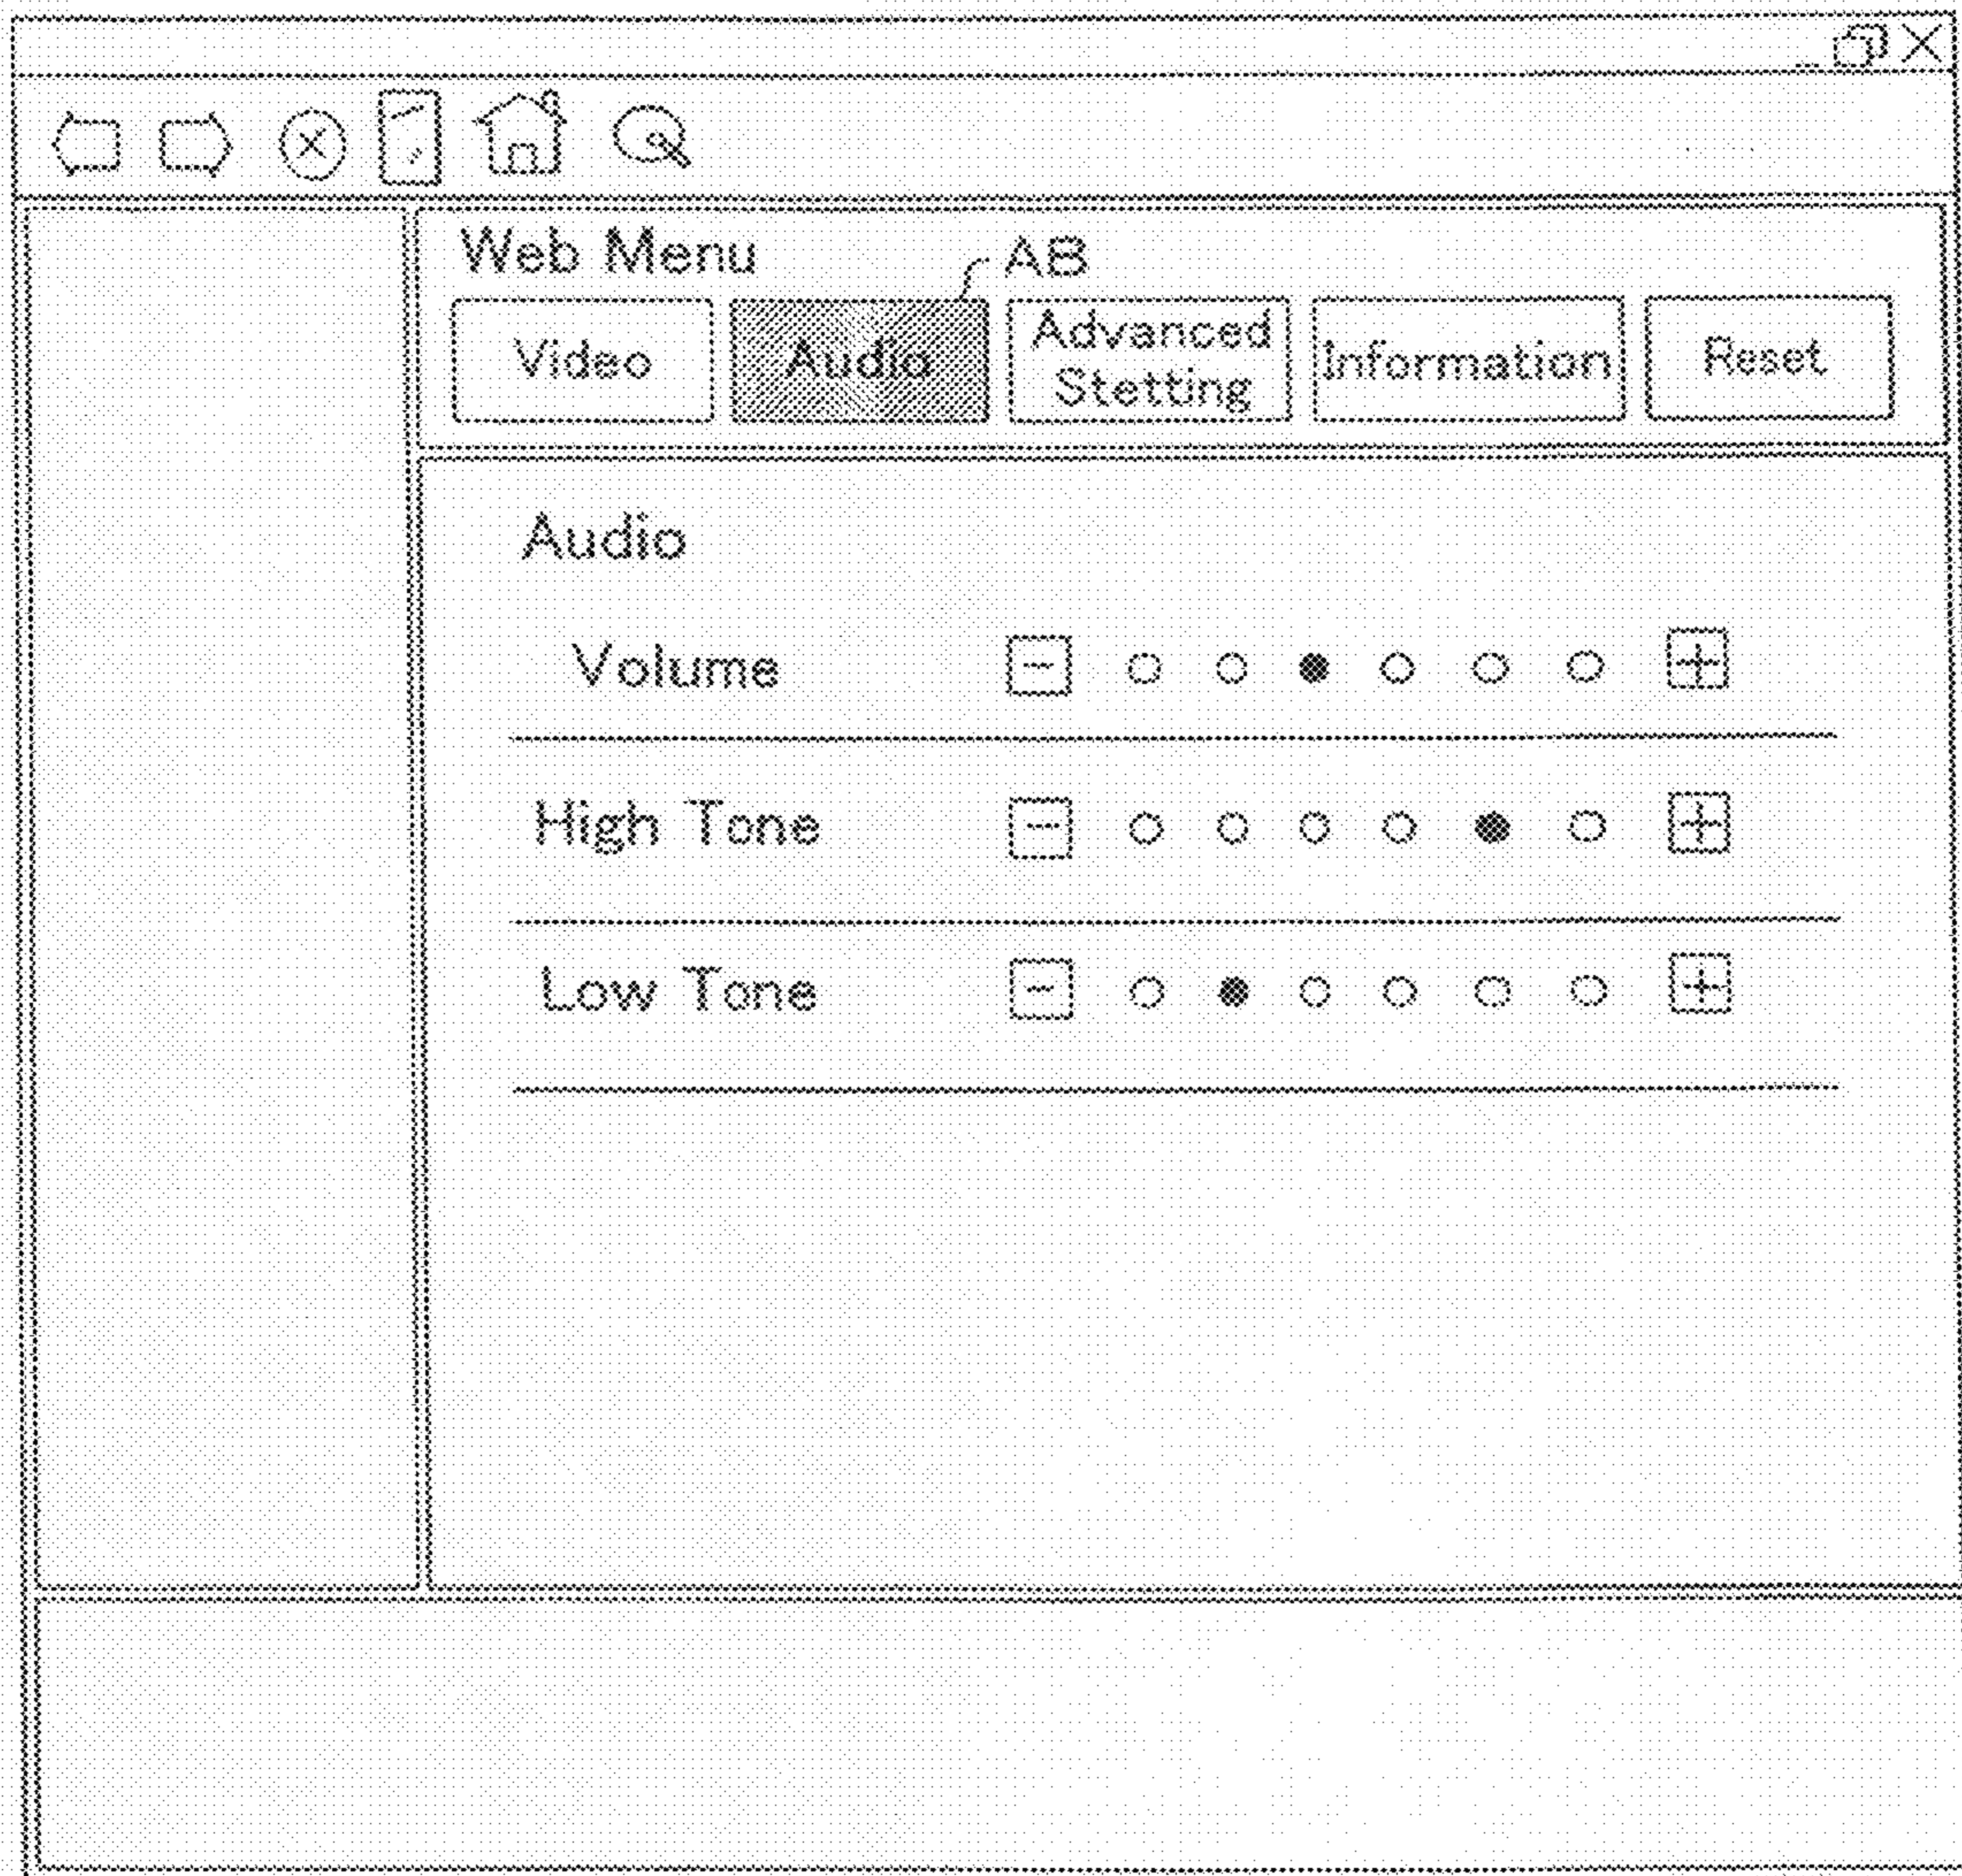 Web Menu AB
Video Audio Advanced Stetting Information Reset
Audio
Volume − +
High Tone − +
Low Tone − +